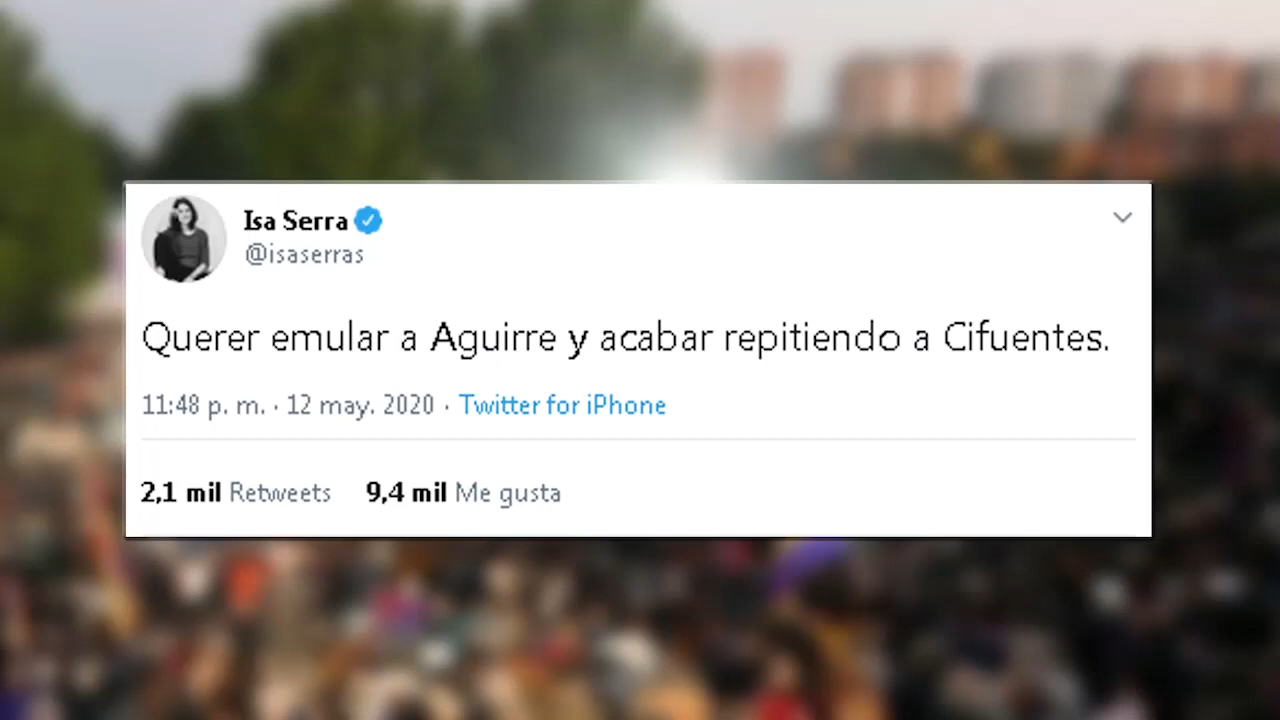 Isa Serra
@isaserras
Querer emular a Aguirre y acabar repitiendo a Cifuentes.
11:48 p. m. · 12 may. 2020 · Twitter for iPhone
2,1 mil Retweets 9,4 mil Me gusta